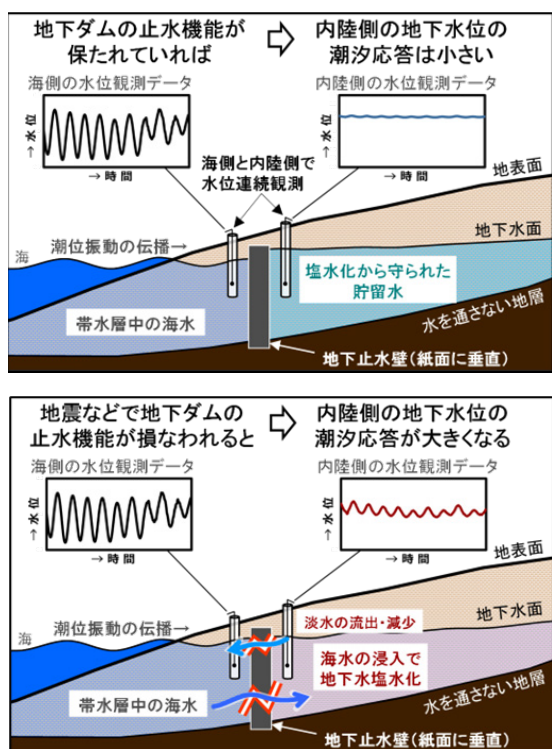 地下ダムの止水機能が
保たれていれば
内陸側の地下水位の
潮汐応答は小さい
海側の水位観測データ
内陸側の水位観測データ
→水位
→時間
→水位
→時間
海側と内陸側で
水位連続観測
地表面
潮位振動の伝播→
地下水面
海
塩水化から守られた
貯留水
帯水層中の海水
水を通さない地層
地下止水壁(紙面に垂直)
地震などで地下ダムの
止水機能が損なわれると
内陸側の地下水位の
潮汐応答が大きくなる
海側の水位観測データ
内陸側の水位観測データ
→水位
→時間
→水位
→時間
地表面
淡水の流出・減少
潮位振動の伝播→
地下水面
海
海水の浸入で
地下水塩水化
帯水層中の海水
水を通さない地層
地下止水壁(紙面に垂直)